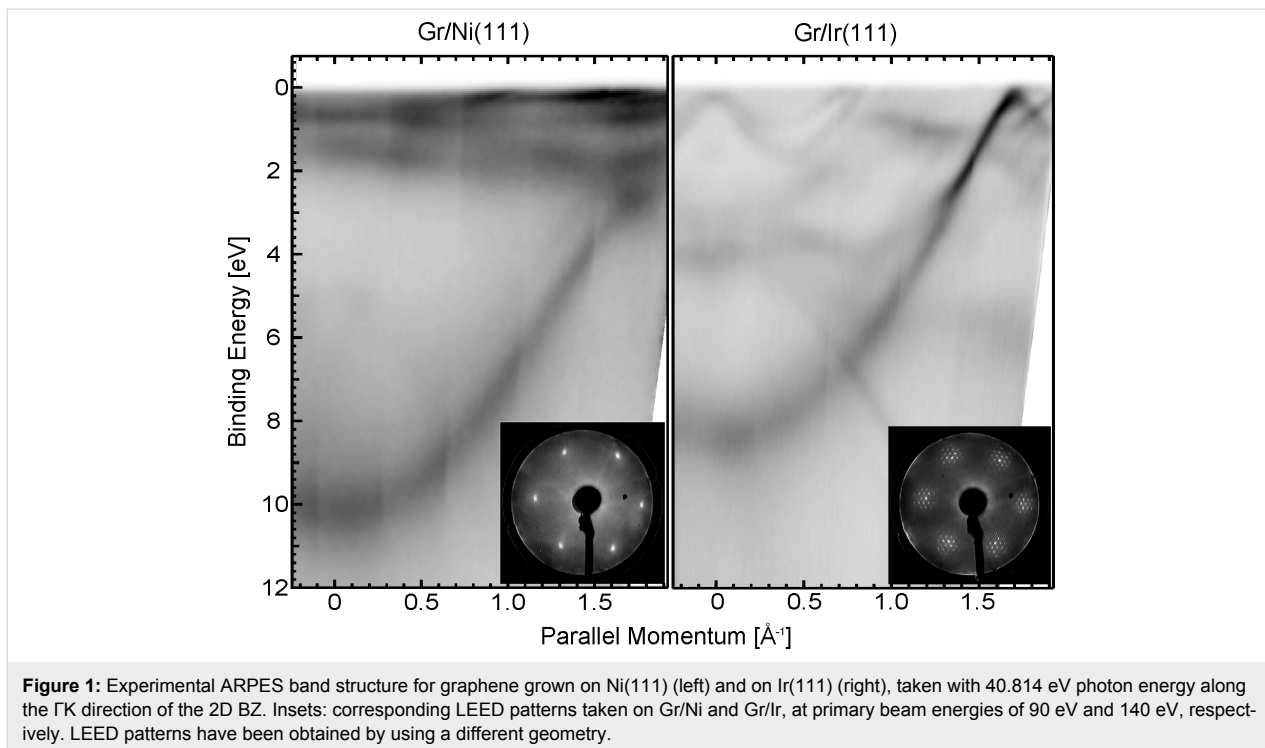 Gr/Ni(111)
Gr/Ir(111)
0
2
4
6
8
10
12
Binding Energy [eV]
0 0.5 1.0 1.5
0 0.5 1.0 1.5
Parallel Momentum [Å⁻¹]
Figure 1: Experimental ARPES band structure for graphene grown on Ni(111) (left) and on Ir(111) (right), taken with 40.814 eV photon energy along
the ΓK direction of the 2D BZ. Insets: corresponding LEED patterns taken on Gr/Ni and Gr/Ir, at primary beam energies of 90 eV and 140 eV, respect-
ively. LEED patterns have been obtained by using a different geometry.